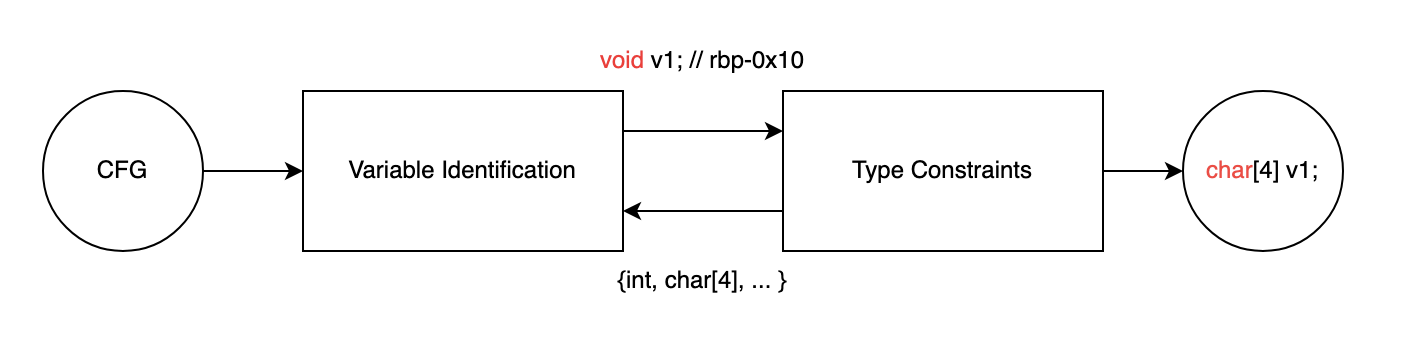 void v1; // rbp-0x10
CFG
Variable Identification
Type Constraints
char[4] v1;
{int, char[4], ... }